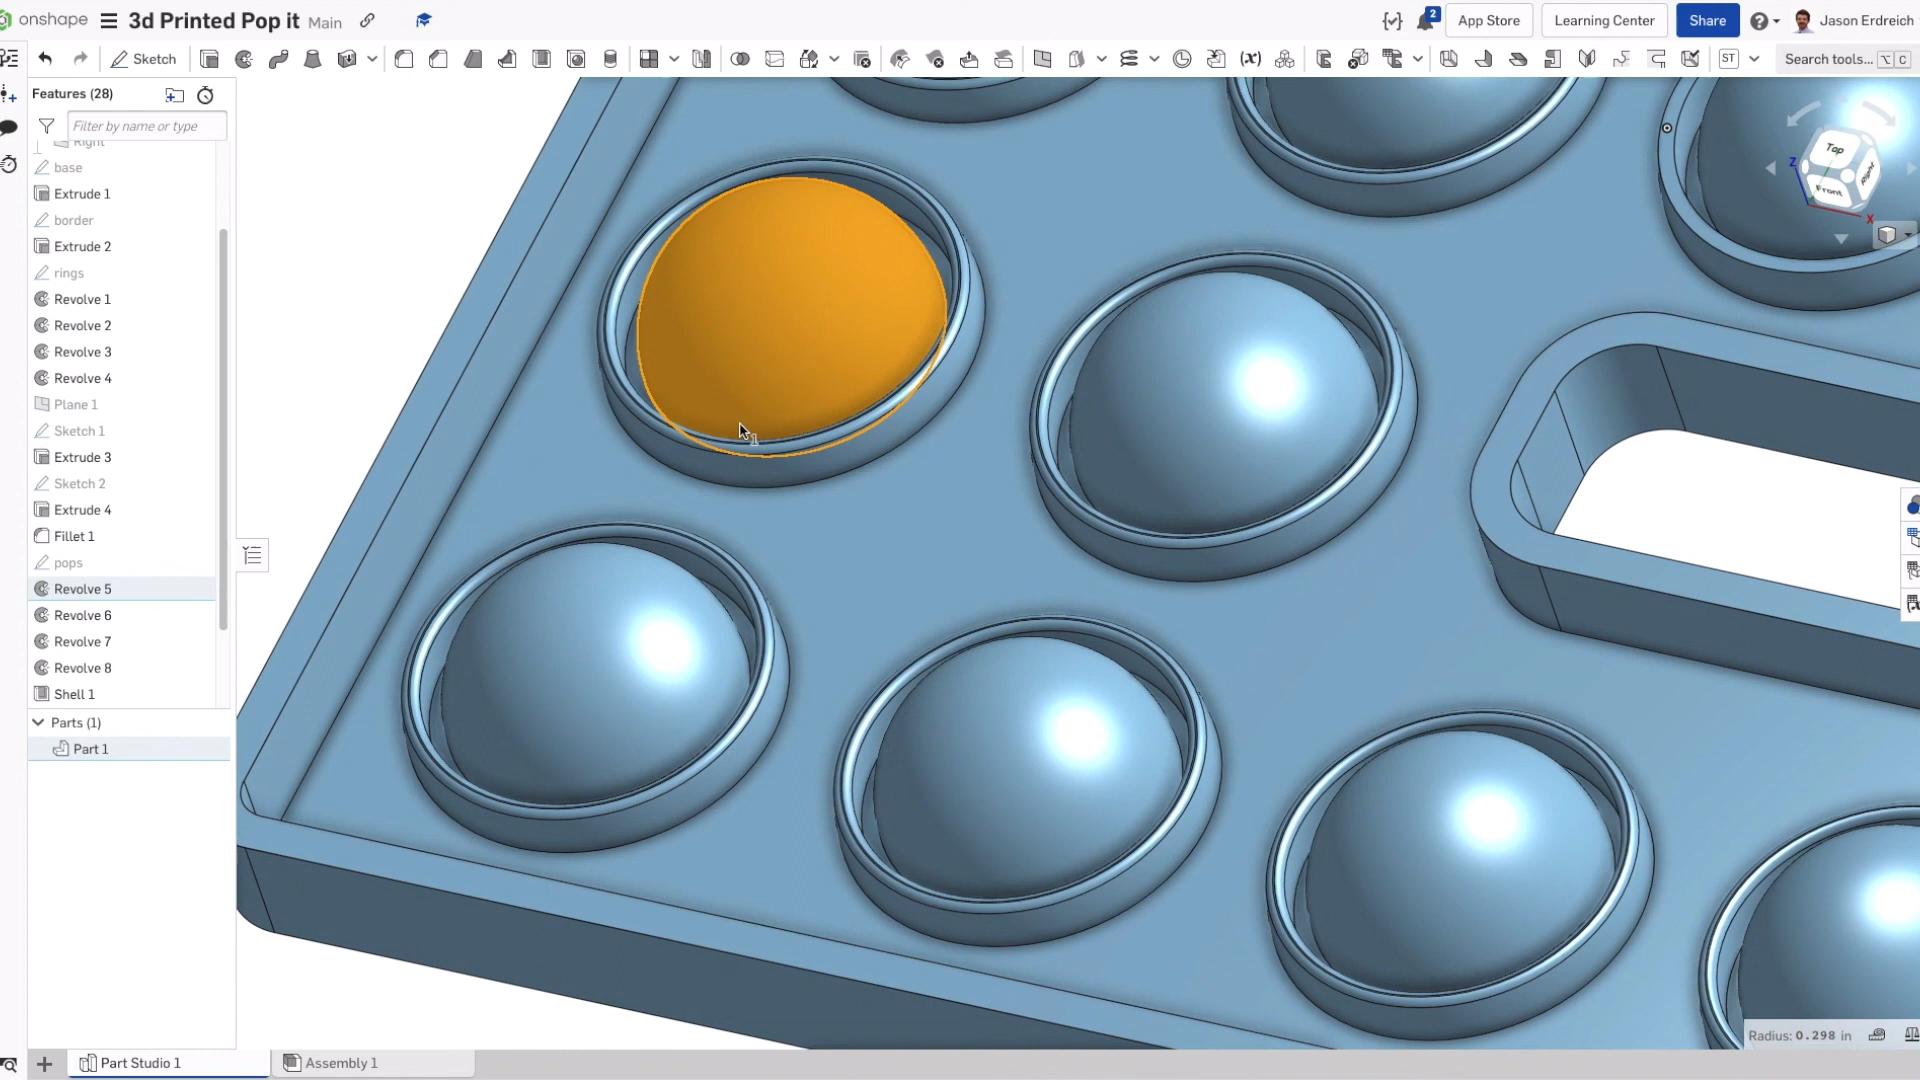 onshape 3d Printed Pop it Main 2 App Store Learning Center Share Jason Erdreich
Sketch (x) ST Search tools... ⌥ C
Features (28)
Filter by name or type
Right
base
Extrude 1
border
Extrude 2
rings
Revolve 1
Revolve 2
Revolve 3
Revolve 4
Plane 1
Sketch 1
Extrude 3
Sketch 2
Extrude 4
Fillet 1
pops
Revolve 5
Revolve 6
Revolve 7
Revolve 8
Shell 1
Parts (1)
Part 1
Top
Z
Front
Right
X
1
Radius: 0.298 in
Part Studio 1
Assembly 1